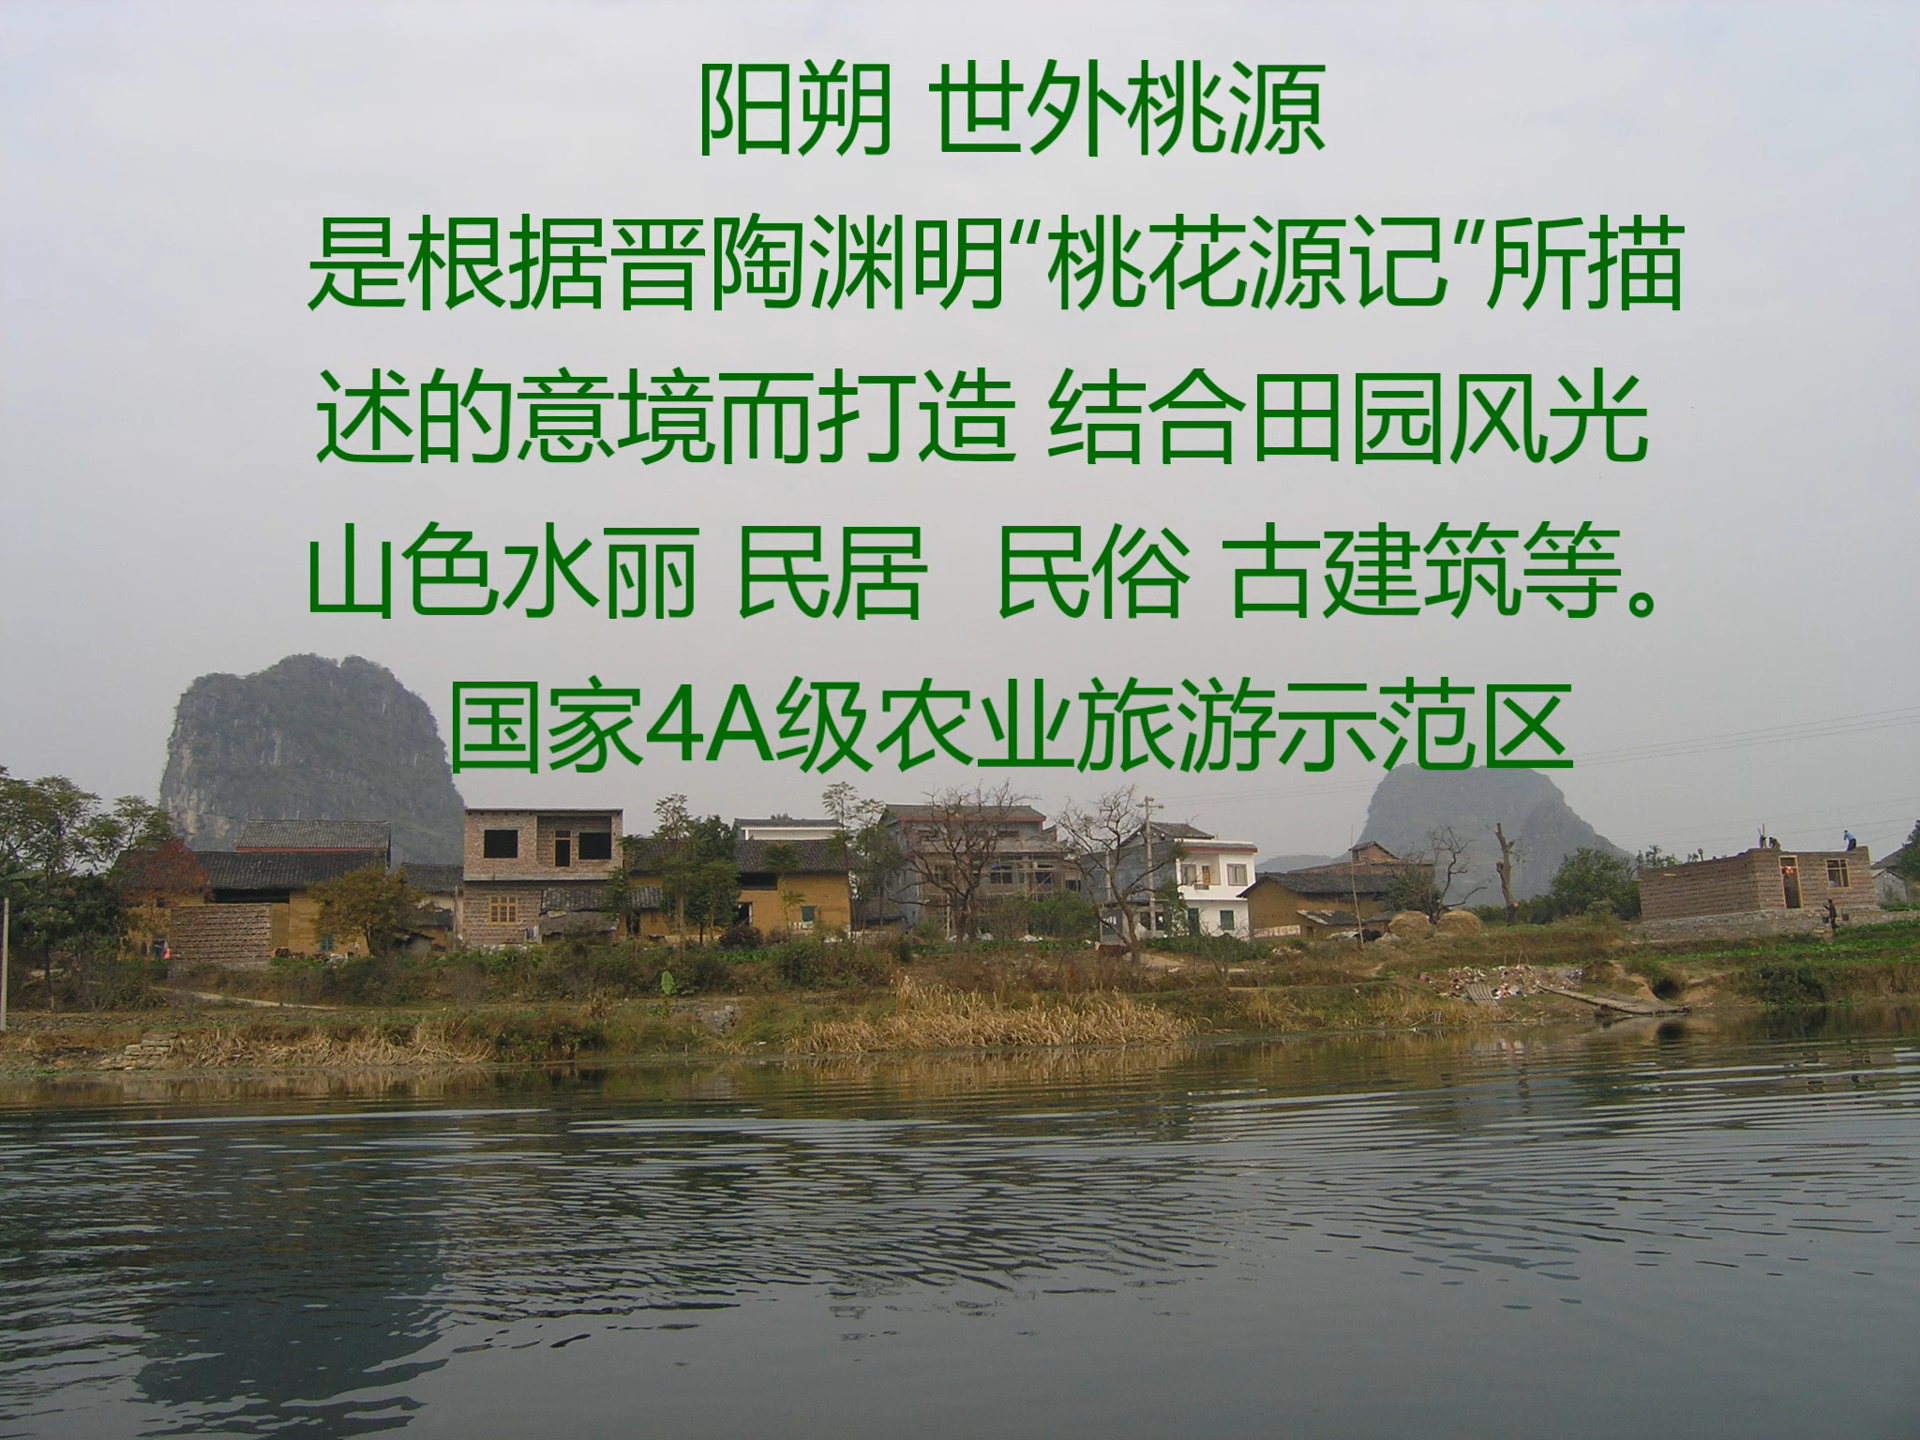 阳朔 世外桃源
是根据晋陶渊明“桃花源记”所描
述的意境而打造 结合田园风光
山色水丽 民居  民俗 古建筑等。
国家4A级农业旅游示范区